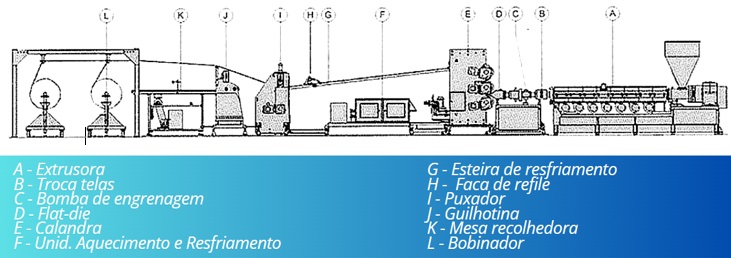 L K J I H G F E D C B A
A - Extrusora
B - Troca telas
C - Bomba de engrenagem
D - Flat-die
E - Calandra
F - Unid. Aquecimento e Resfriamento
G - Esteira de resfriamento
H - Faca de refile
I - Puxador
J - Guilhotina
K - Mesa recolhedora
L - Bobinador